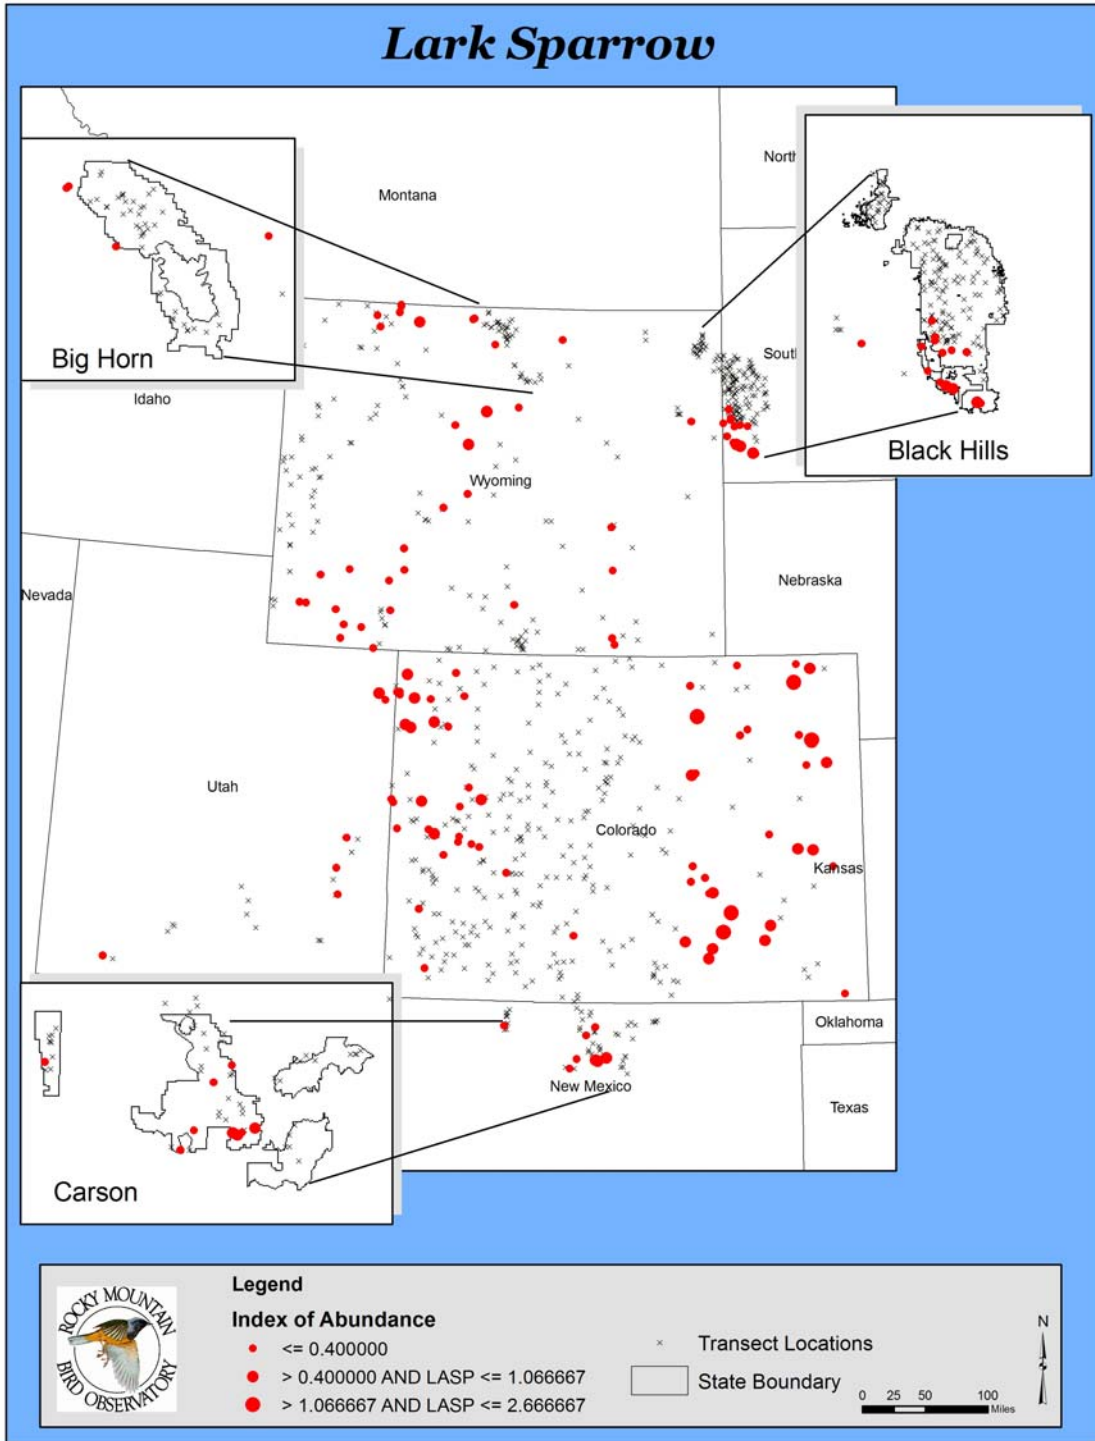 Lark Sparrow
North
Montana
Big Horn
Idaho
South
Black Hills
Wyoming
Nevada
Nebraska
Utah
Colorado
Kansas
Oklahoma
New Mexico
Texas
Carson
Legend
Index of Abundance
<= 0.400000
> 0.400000 AND LASP <= 1.066667
> 1.066667 AND LASP <= 2.666667
Transect Locations
State Boundary
N
0 25 50 100
Miles
ROCKY MOUNTAIN
BIRD OBSERVATORY